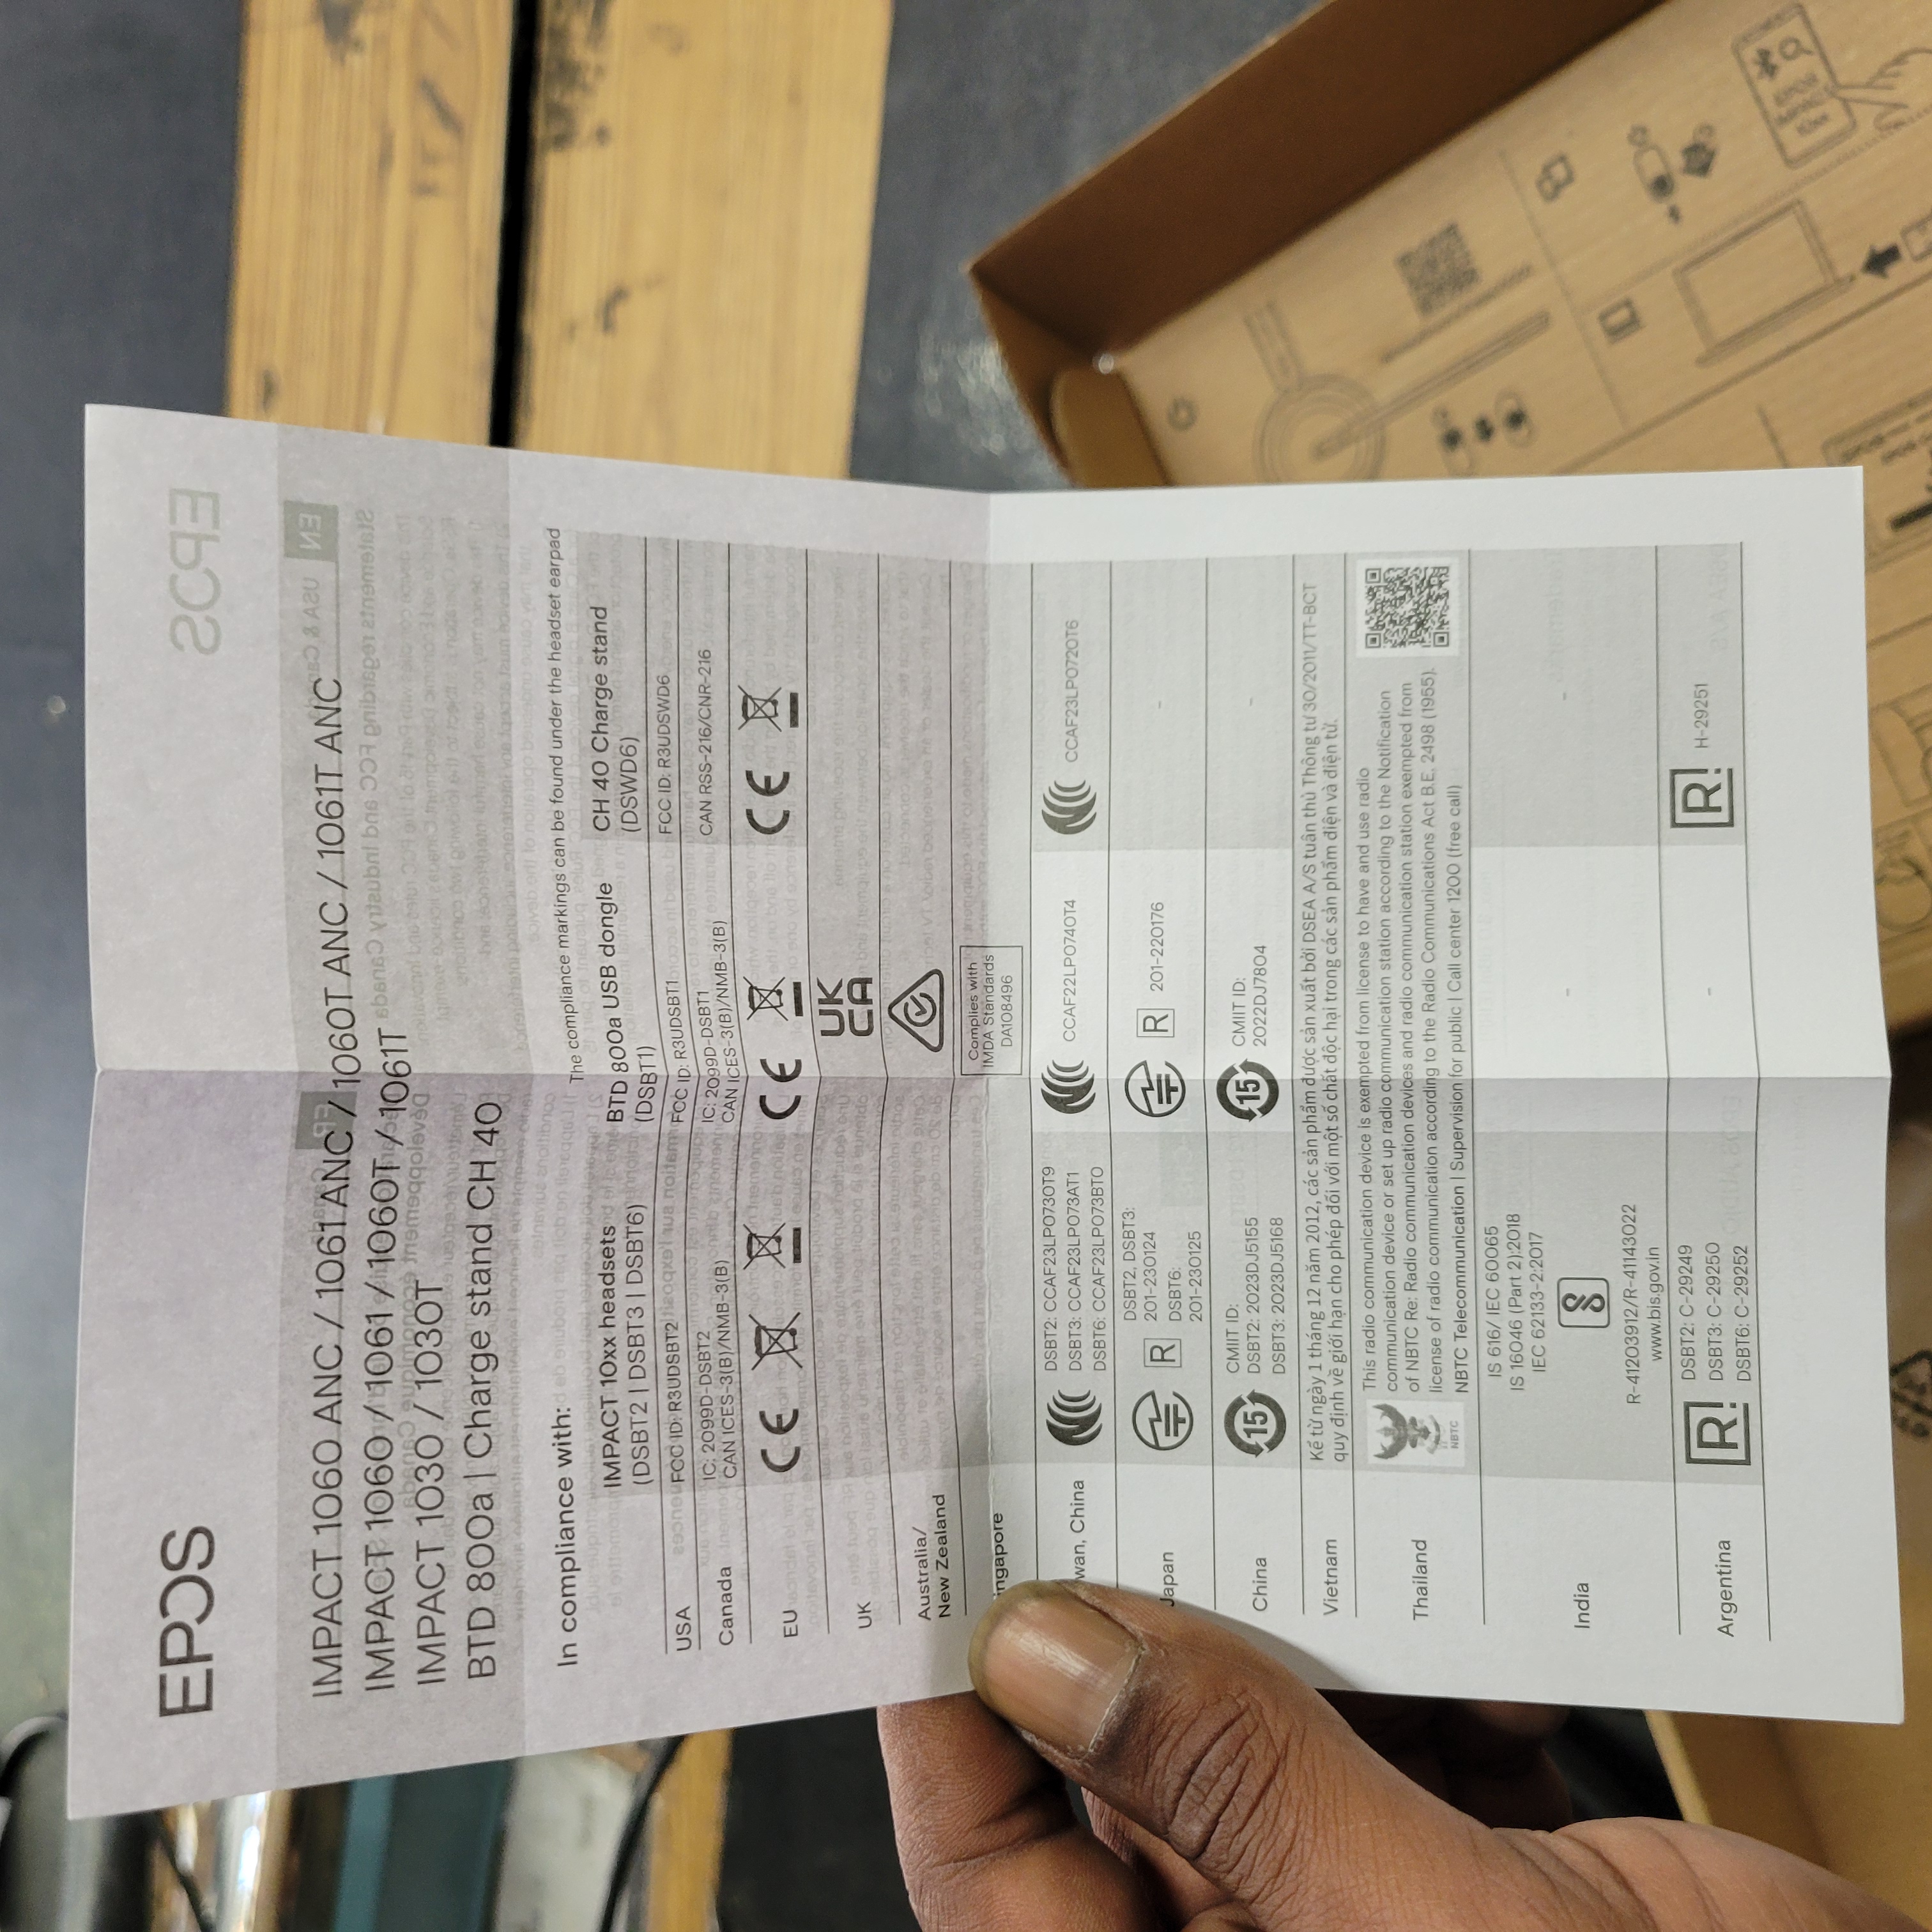 EPOS
IMPACT 1060 ANC / 1061 ANC / 1060T ANC / 1061T ANC
IMPACT 1060 / 1061 / 1060T / 1061T
IMPACT 1030 / 1030T
BTD 800a | Charge stand CH 40
In compliance with:
The compliance markings can be found under the headset earpad
IMPACT 10xx headsets
(DSBT2 | DSBT3 | DSBT6)
BTD 800a USB dongle
(DSBT1)
CH 40 Charge stand
(DSWD6)
USA
FCC ID: R3UDSBT2
FCC ID: R3UDSBT1
FCC ID: R3UDSWD6
Canada
IC: 2099D-DSBT2
CAN ICES-3(B)/NMB-3(B)
IC: 2099D-DSBT1
CAN ICES-3(B)/NMB-3(B)
CAN RSS-216/CNR-216
EU
CE
CE
CE
UK
UK
CA
Australia/
New Zealand
ngapore
Complies with
IMDA Standards
DA108496
wan, China
DSBT2: CCAF23LP0730T9
DSBT3: CCAF23LP073AT1
DSBT6: CCAF23LP073BT0
CCAF22LP0740T4
CCAF23LP0720T6
Japan
R
DSBT2, DSBT3:
201-230124
DSBT6:
201-230125
R
201-220176
-
China
15
CMIIT ID:
DSBT2: 2023DJ5155
DSBT3: 2023DJ5168
15
CMIIT ID:
2022DJ7804
-
Vietnam
Kể từ ngày 1 tháng 12 năm 2012, các sản phẩm được sản xuất bởi DSEA A/S tuân thủ Thông tư 30/2011/TT-BCT
quy định về giới hạn cho phép đối với một số chất độc hại trong các sản phẩm điện và điện tử.
Thailand
NBTC
This radio communication device is exempted from license to have and use radio
communication device or set up radio communication station according to the Notification
of NBTC Re: Radio communication devices and radio communication station exempted from
license of radio communication according to the Radio Communications Act B.E. 2498 (1955).
NBTC Telecommunication | Supervision for public | Call center 1200 (free call)
India
IS 616/ IEC 60065
IS 16046 (Part 2):2018
IEC 62133-2:2017
R-41203912/R-41143022
www.bis.gov.in
-
-
Argentina
R!
DSBT2: C-29249
DSBT3: C-29250
DSBT6: C-29252
-
R!
H-29251